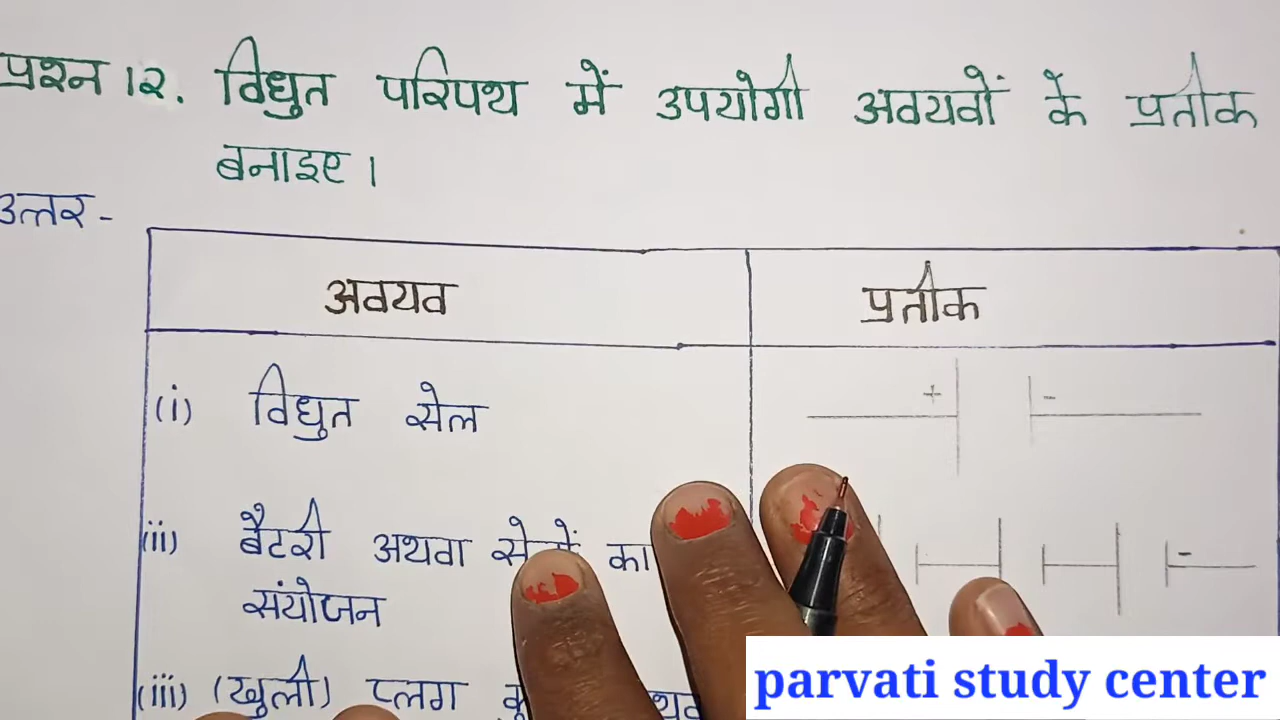 प्रश्न 12. विधुत परिपथ में उपयोगी अवयवों के प्रतीक
बनाइए।
उत्तर-
अवयव प्रतीक
(i) विधुत सेल + -
(ii) बैटरी अथवा का -
संयोजन
(iii) (खुली) प्लग
parvati study center